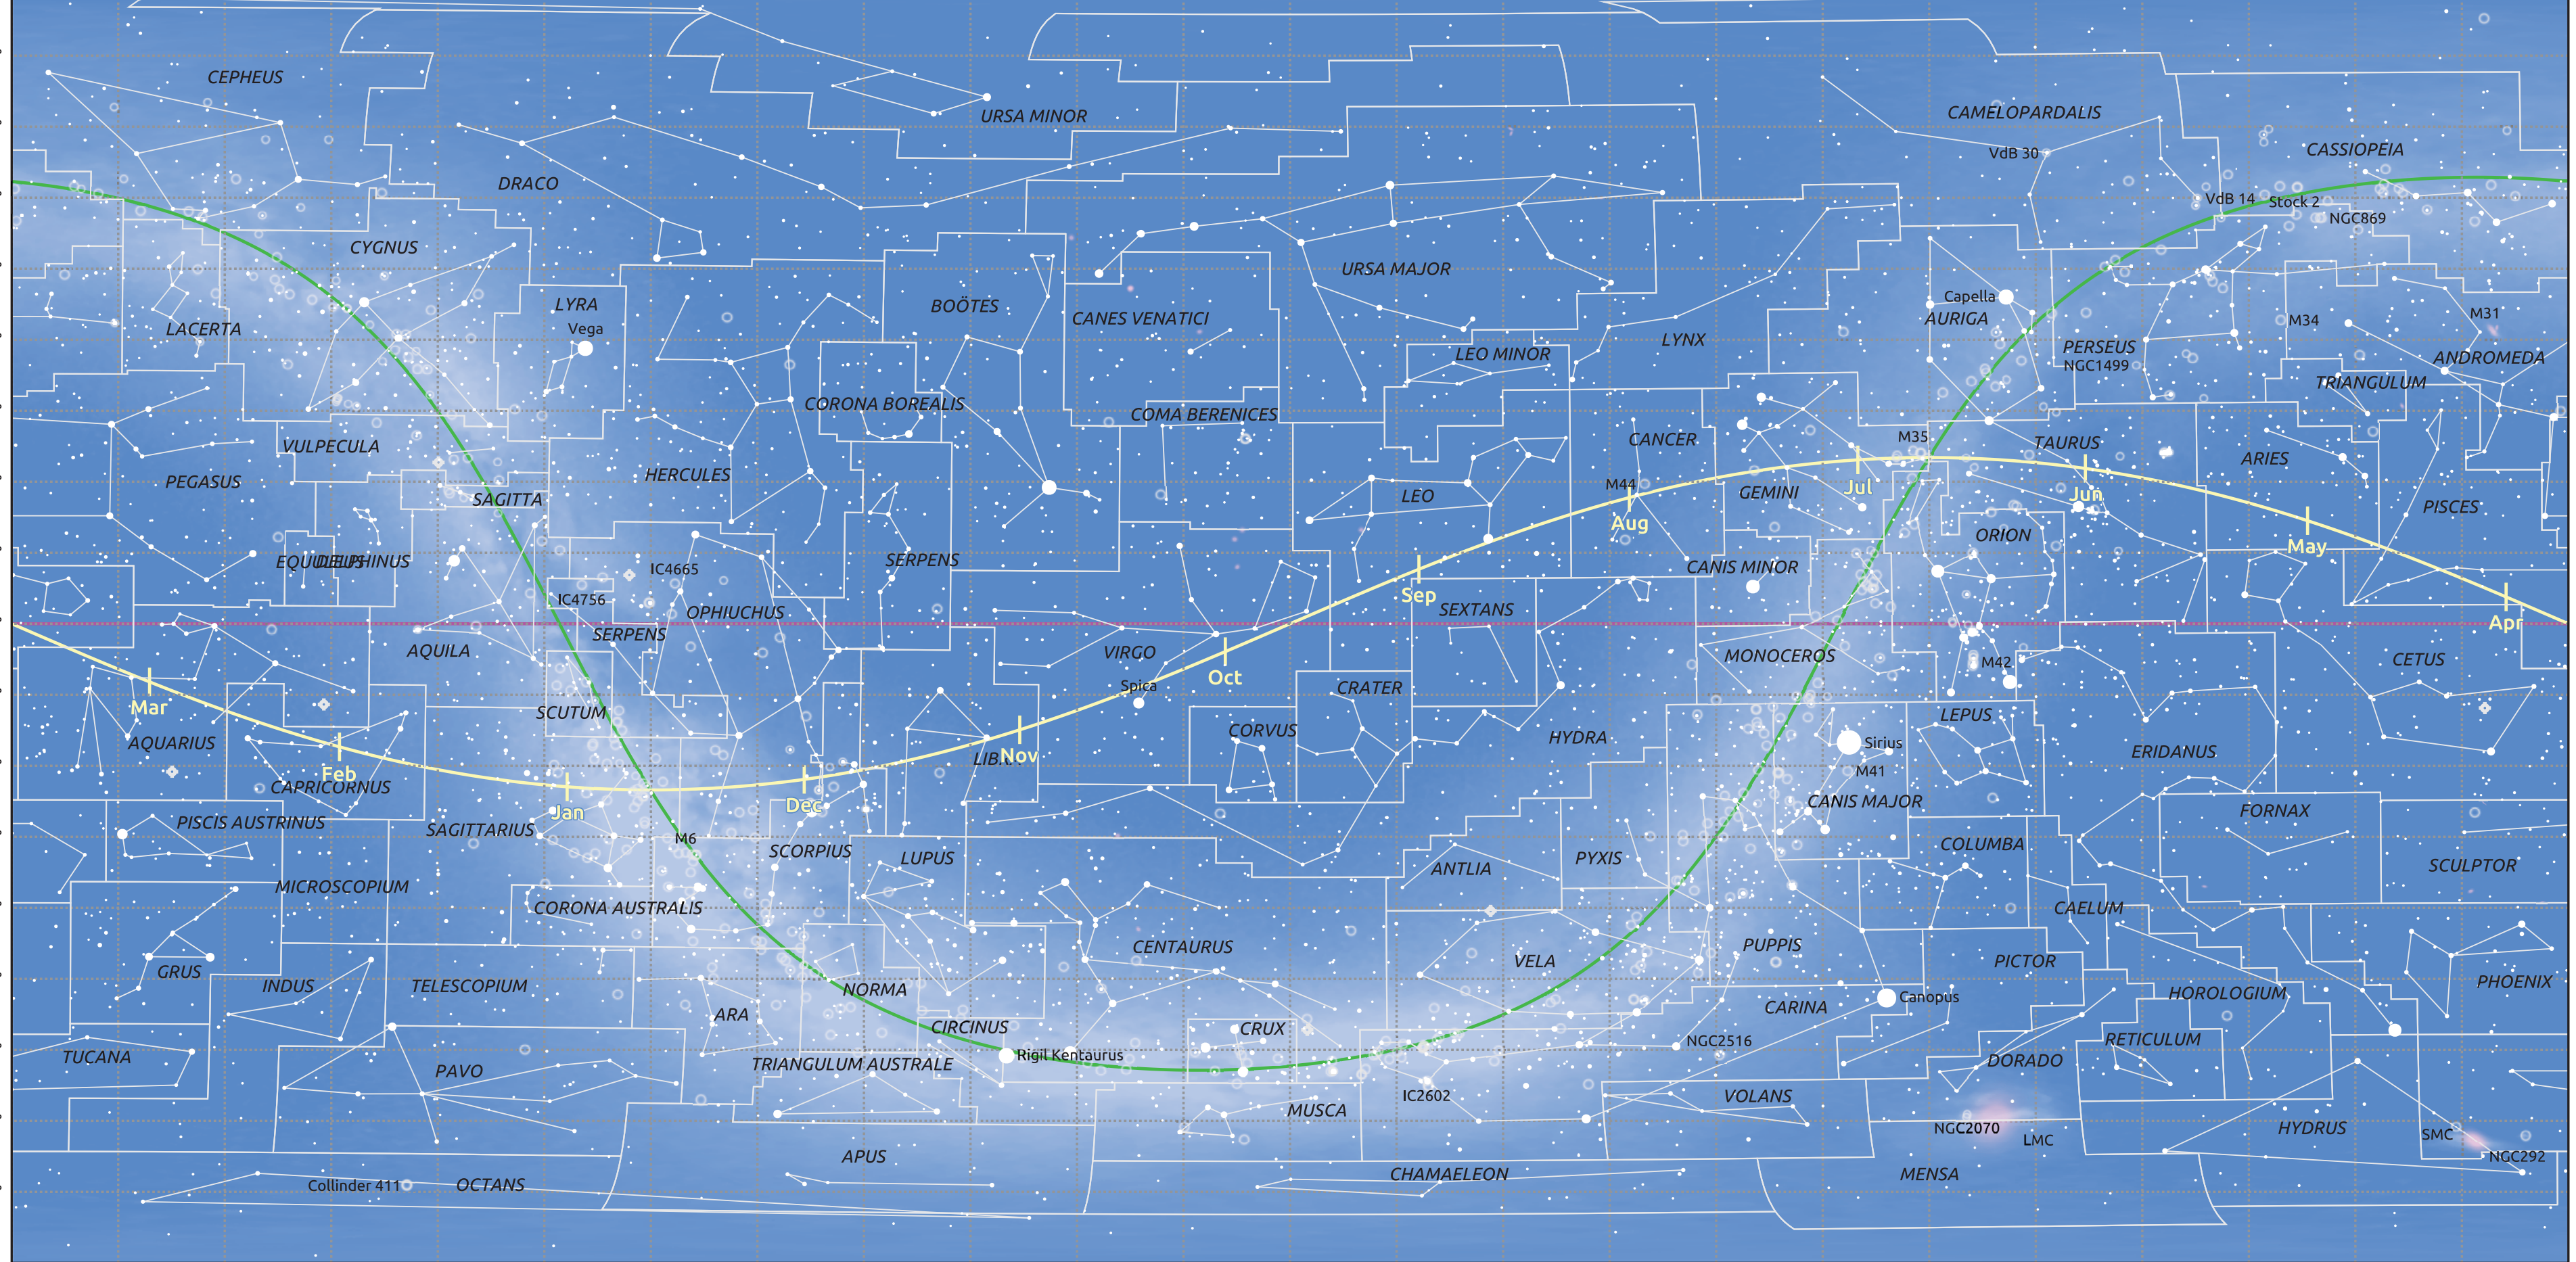 CEPHEUS
URSA MINOR
CAMELOPARDALIS
CASSIOPEIA
VdB 30
DRACO
VdB 14
Stock 2
NGC869
CYGNUS
URSA MAJOR
LYRA
BOÖTES
Capella
AURIGA
CANES VENATICI
M34
M31
LACERTA
Vega
LYNX
PERSEUS
LEO MINOR
NGC1499
ANDROMEDA
TRIANGULUM
CORONA BOREALIS
COMA BERENICES
VULPECULA
CANCER
M35
TAURUS
ARIES
PEGASUS
HERCULES
SAGITTA
LEO
M44
GEMINI
Jul
Jun
PISCES
Aug
ORION
May
EQUULEUS
DELPHINUS
IC4665
SERPENS
CANIS MINOR
IC4756
OPHIUCHUS
Sep
SEXTANS
Apr
SERPENS
AQUILA
VIRGO
MONOCEROS
M42
CETUS
Oct
Spica
CRATER
Mar
SCUTUM
LEPUS
AQUARIUS
CORVUS
HYDRA
Sirius
ERIDANUS
Nov
Feb
M41
CAPRICORNUS
Jan
Dec
CANIS MAJOR
FORNAX
PISCIS AUSTRINUS
SAGITTARIUS
M6
SCORPIUS
LUPUS
ANTLIA
PYXIS
COLUMBA
SCULPTOR
MICROSCOPIUM
CORONA AUSTRALIS
CAELUM
CENTAURUS
PUPPIS
VELA
PICTOR
GRUS
INDUS
TELESCOPIUM
NORMA
PHOENIX
HOROLOGIUM
Canopus
CARINA
ARA
CIRCINUS
CRUX
NGC2516
RETICULUM
TUCANA
Rigil Kentaurus
PAVO
TRIANGULUM AUSTRALE
DORADO
IC2602
VOLANS
MUSCA
NGC2070
LMC
HYDRUS
SMC
APUS
NGC292
CHAMAELEON
MENSA
Collinder 411
OCTANS